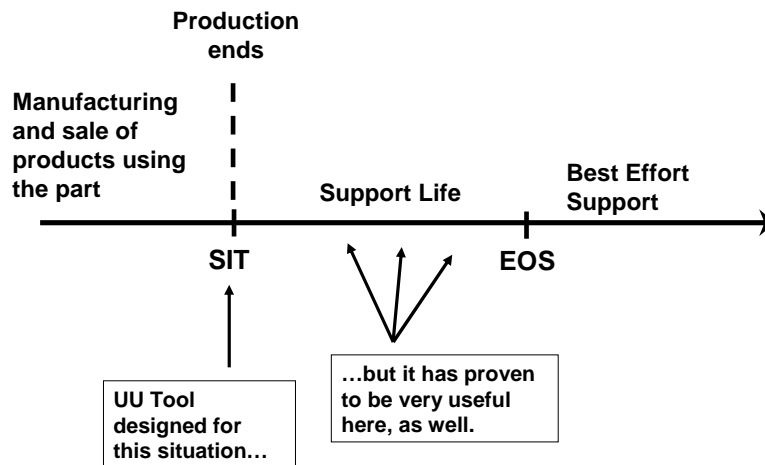 Production
ends
Manufacturing
and sale of
products using
the part
Support Life
Best Effort
Support
SIT
EOS
UU Tool
designed for
this situation…
…but it has proven
to be very useful
here, as well.